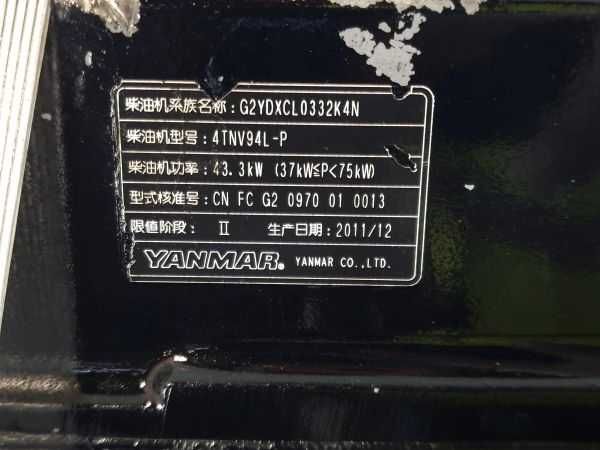 柴油机系族名称：G2YDXCL0332K4N
柴油机型号：4TNV94L-P
柴油机功率：43.3kW (37kW≤P<75kW)
型式核准号：CN FC G2 0970 01 0013
限值阶段： Ⅱ 生产日期：2011/12
YANMAR. YANMAR CO.,LTD.